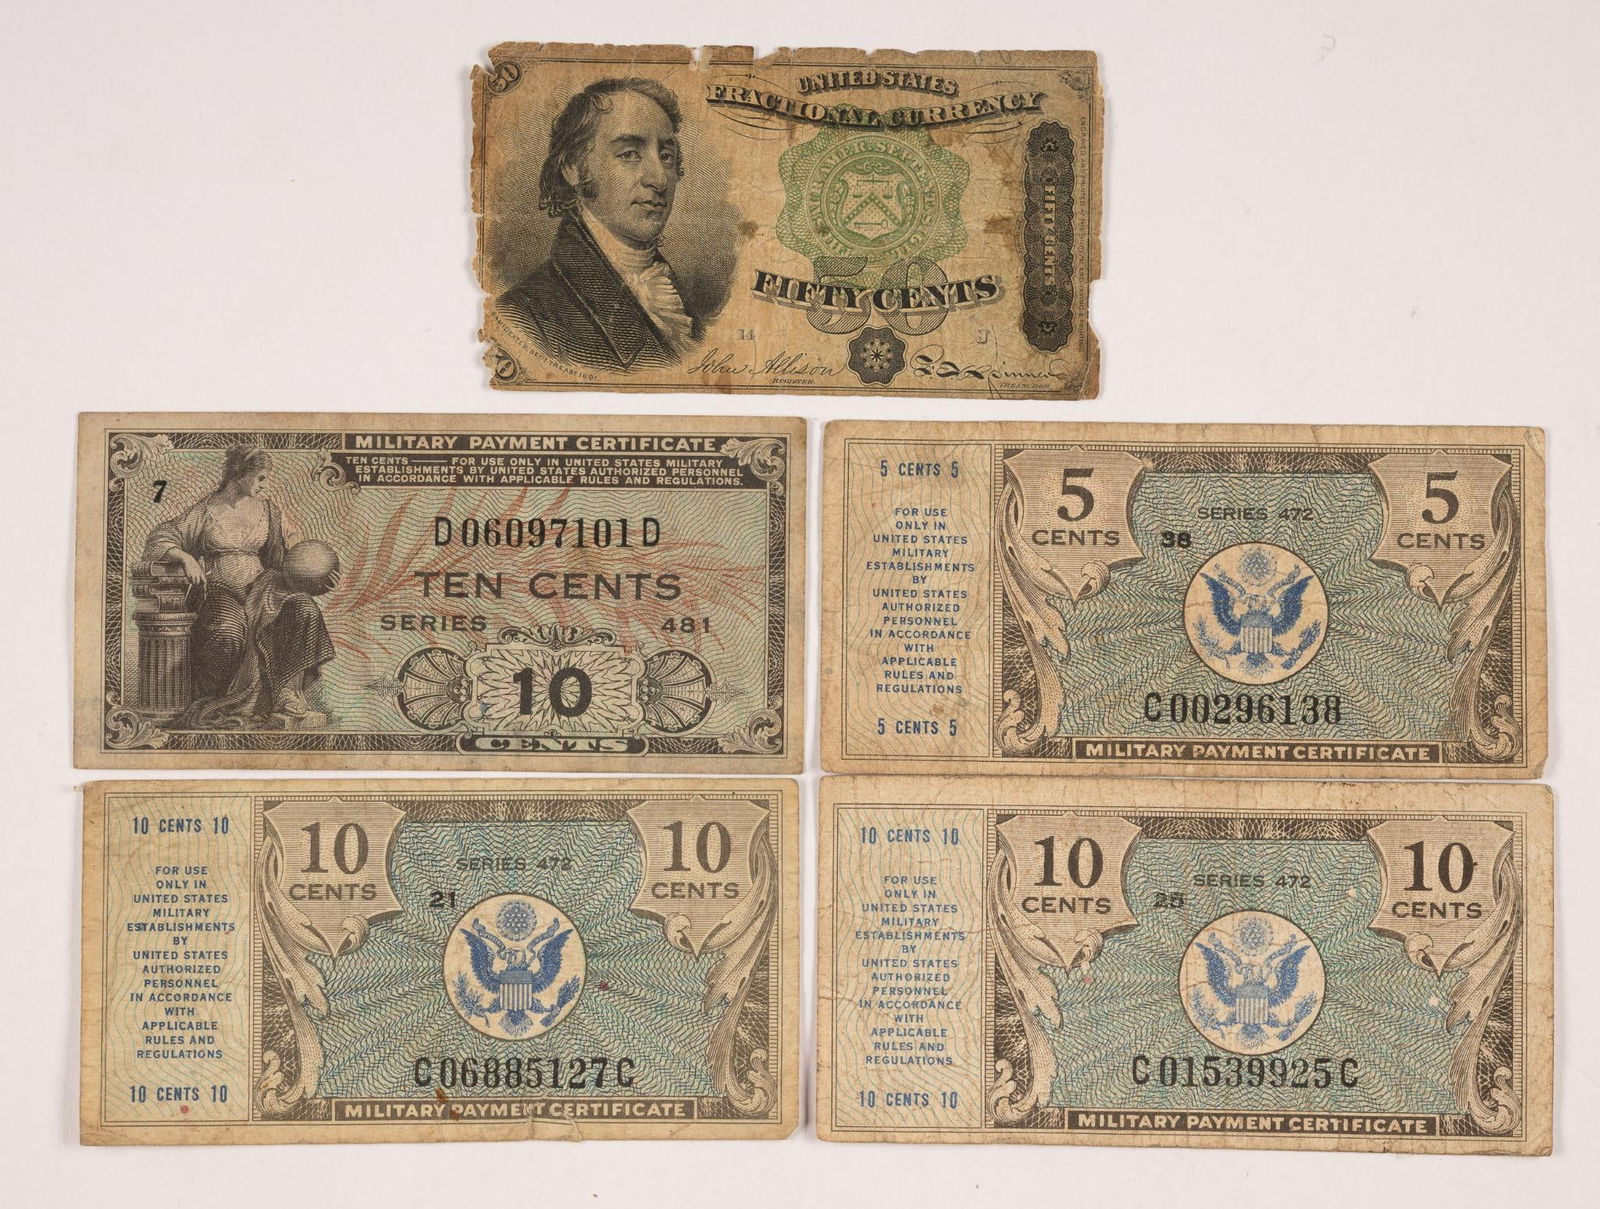 50
UNITED STATES
FRACTIONAL CURRENCY
FIFTY CENTS
50
FIFTY CENTS
John Allison
REGISTER
TREASURER
MILITARY PAYMENT CERTIFICATE
TEN CENTS — FOR USE ONLY IN UNITED STATES MILITARY
ESTABLISHMENTS BY UNITED STATES AUTHORIZED PERSONNEL
IN ACCORDANCE WITH APPLICABLE RULES AND REGULATIONS.
7
D06097101D
TEN CENTS
SERIES 481
10
CENTS
5 CENTS 5
FOR USE
ONLY IN
UNITED STATES
MILITARY
ESTABLISHMENTS
BY
UNITED STATES
AUTHORIZED
PERSONNEL
IN ACCORDANCE
WITH
APPLICABLE
RULES AND
REGULATIONS
5 CENTS 5
5
CENTS
SERIES 472
38
5
CENTS
C00296138
MILITARY PAYMENT CERTIFICATE
10 CENTS 10
FOR USE
ONLY IN
UNITED STATES
MILITARY
ESTABLISHMENTS
BY
UNITED STATES
AUTHORIZED
PERSONNEL
IN ACCORDANCE
WITH
APPLICABLE
RULES AND
REGULATIONS
10 CENTS 10
10
CENTS
SERIES 472
21
10
CENTS
C06885127C
MILITARY PAYMENT CERTIFICATE
10 CENTS 10
FOR USE
ONLY IN
UNITED STATES
MILITARY
ESTABLISHMENTS
BY
UNITED STATES
AUTHORIZED
PERSONNEL
IN ACCORDANCE
WITH
APPLICABLE
RULES AND
REGULATIONS
10 CENTS 10
10
CENTS
SERIES 472
25
10
CENTS
C01539925C
MILITARY PAYMENT CERTIFICATE